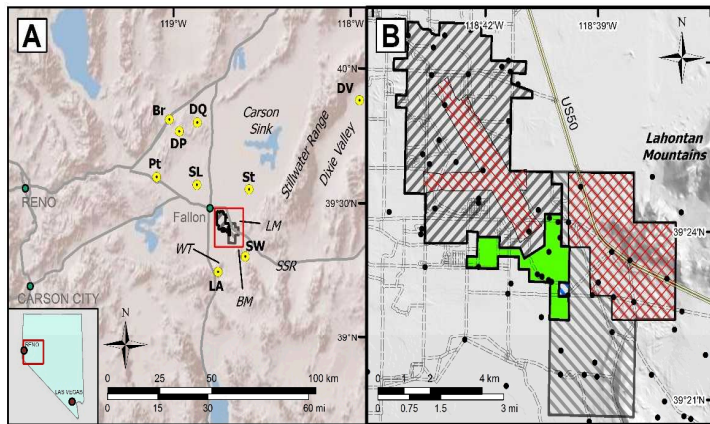 A
119°W
118°W
40°N
DV
Br
DQ
DP
Carson
Sink
Stillwater Range
Dixie Valley
Pt
SL
St
39°30'N
RENO
Fallon
LM
WT
SW
SSR
LA
BM
CARSON CITY
39°N
N
RENO
LAS VEGAS
0 25 50 100 km
0 15 30 60 mi
B
118°42'W
118°39'W
N
US50
Lahontan
Mountains
39°24'N
0 1 2 4 km
0 0.75 1.5 3 mi
39°21'N